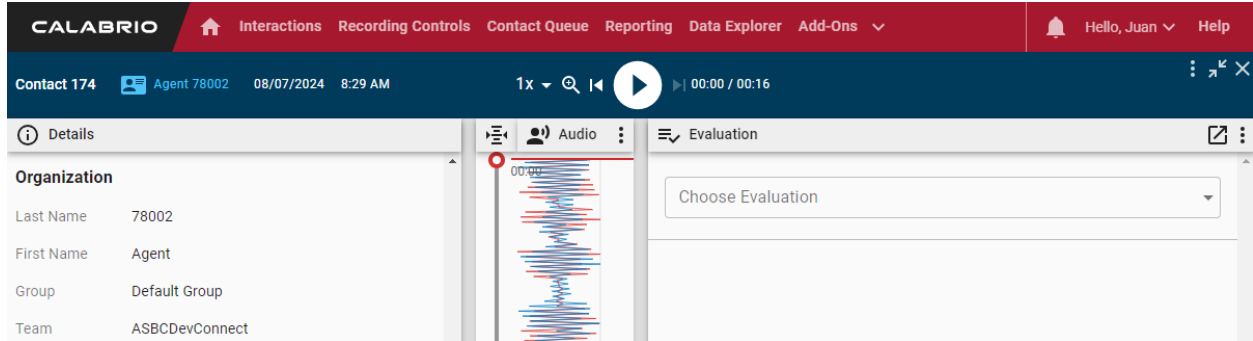 CALABRIO Interactions Recording Controls Contact Queue Reporting Data Explorer Add-Ons Hello, Juan Help
Contact 174 Agent 78002 08/07/2024 8:29 AM 1x 00:00 / 00:16
Details Audio Evaluation
Organization
00:00
Choose Evaluation
Last Name 78002
First Name Agent
Group Default Group
Team ASBCDevConnect